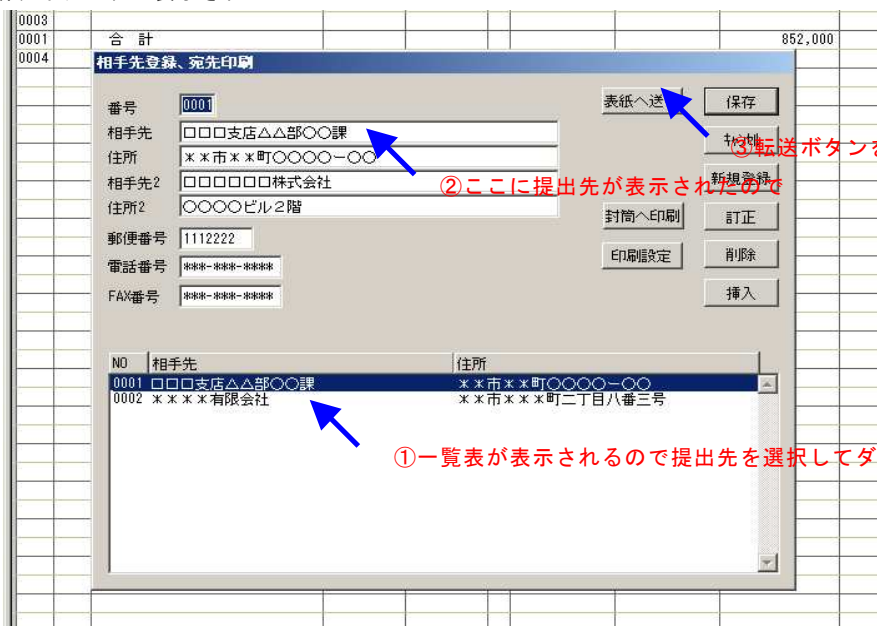 0003
0001 合 計 852,000
0004
相手先登録、宛先印刷
番号 0001
表紙へ送
保存
相手先 □□□支店△△部○○課
③転送ボタンを
住所 ＊＊市＊＊町○○○○－○○
相手先2 □□□□□□株式会社
②ここに提出先が表示されたので
新規登録
住所2 ○○○○ビル２階
封筒へ印刷
訂正
郵便番号 1112222
電話番号 ***-***-****
印刷設定
削除
FAX番号 ***-***-****
挿入
NO 相手先 住所
0001 □□□支店△△部○○課 ＊＊市＊＊町○○○○－○○
0002 ＊＊＊＊有限会社 ＊＊市＊＊＊町二丁目八番三号
①一覧表が表示されるので提出先を選択してダ